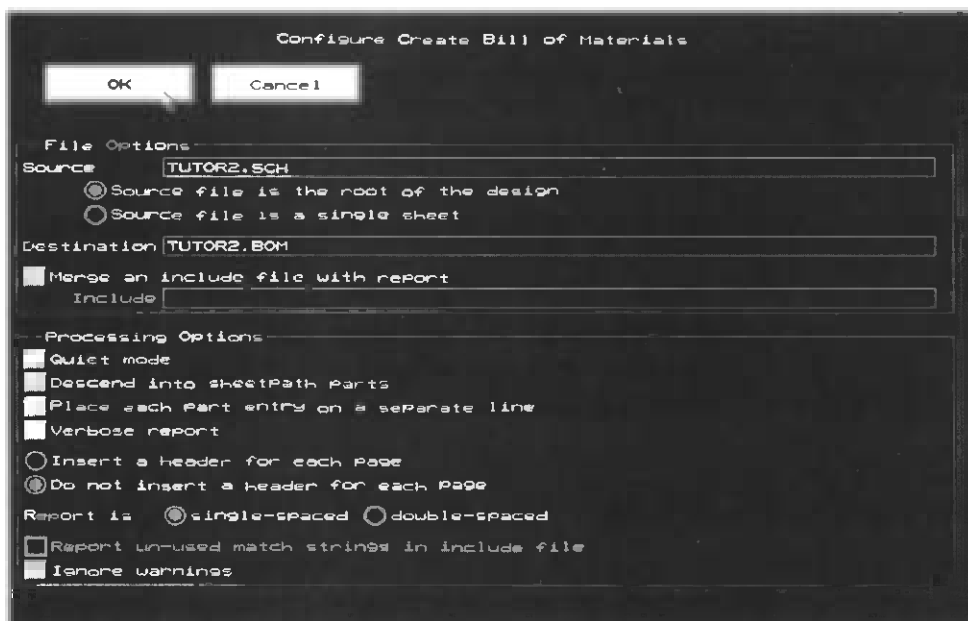 Configure Create Bill of Materials
OK Cancel
File Options
Source TUTOR2.SCH
Source file is the root of the design
Source file is a single sheet
Destination TUTOR2.BOM
Merge an include file with report
Include
Processing Options
Quiet mode
Descend into sheetpath parts
Place each part entry on a separate line
Verbose report
Insert a header for each page
Do not insert a header for each page
Report is single-spaced double-spaced
Report un-used match strings in include file
Ignore warnings